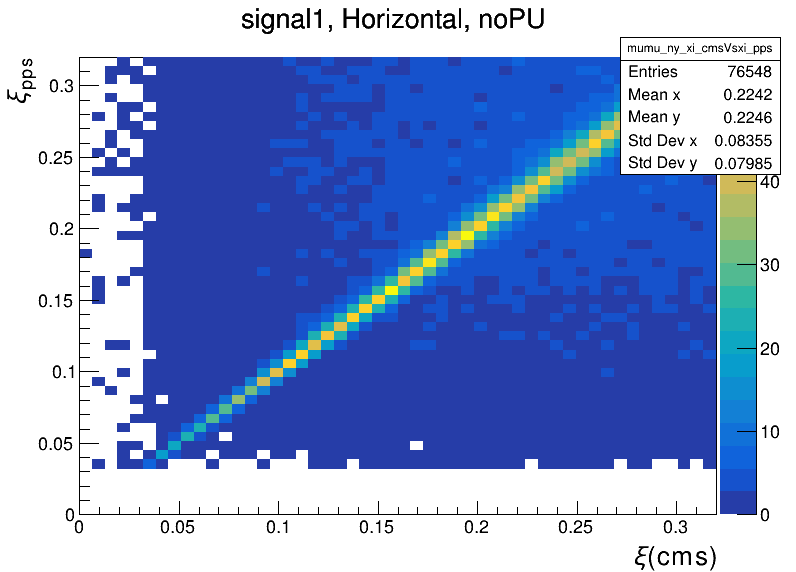 signal1, Horizontal, noPU
ξpps
mumu_ny_xi_cmsVsxi_pps
Entries 76548
Mean x 0.2242
Mean y 0.2246
Std Dev x 0.08355
Std Dev y 0.07985
0.3
0.25
0.2
0.15
0.1
0.05
0
40
30
20
10
0
0 0.05 0.1 0.15 0.2 0.25 0.3
ξ(cms)